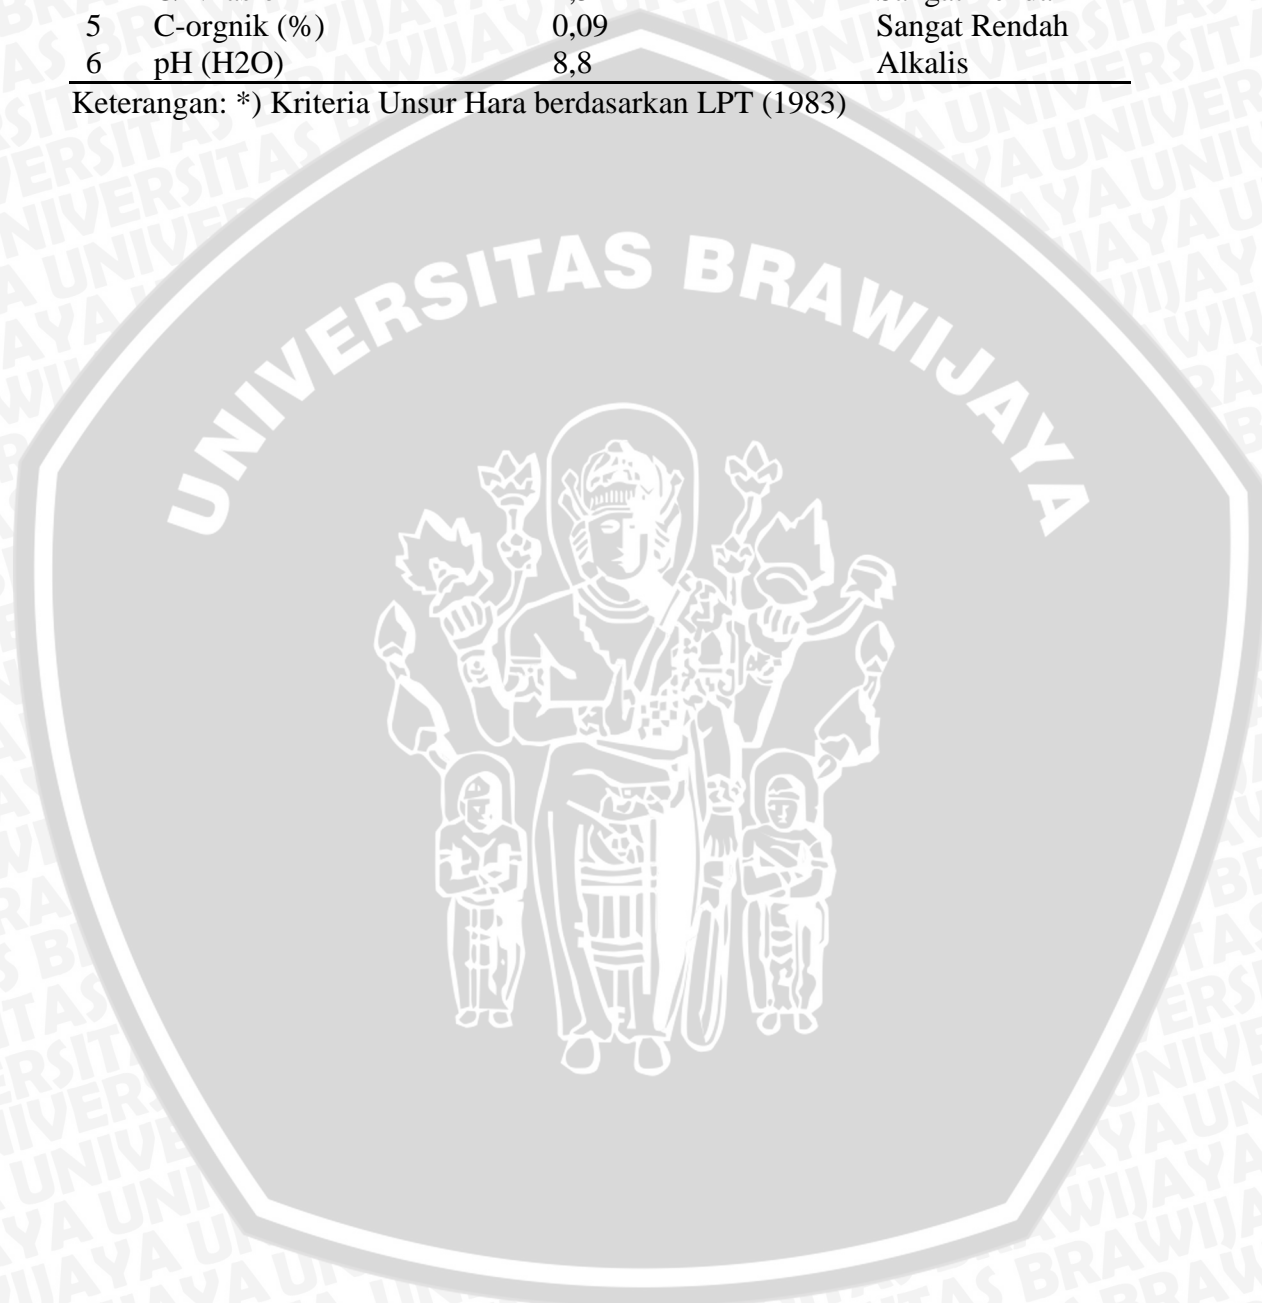 5 C-orgnik (%) 0,09 Sangat Rendah
6 pH (H2O) 8,8 Alkalis
Keterangan: *) Kriteria Unsur Hara berdasarkan LPT (1983)
UNIVERSITAS BRAWIJAYA